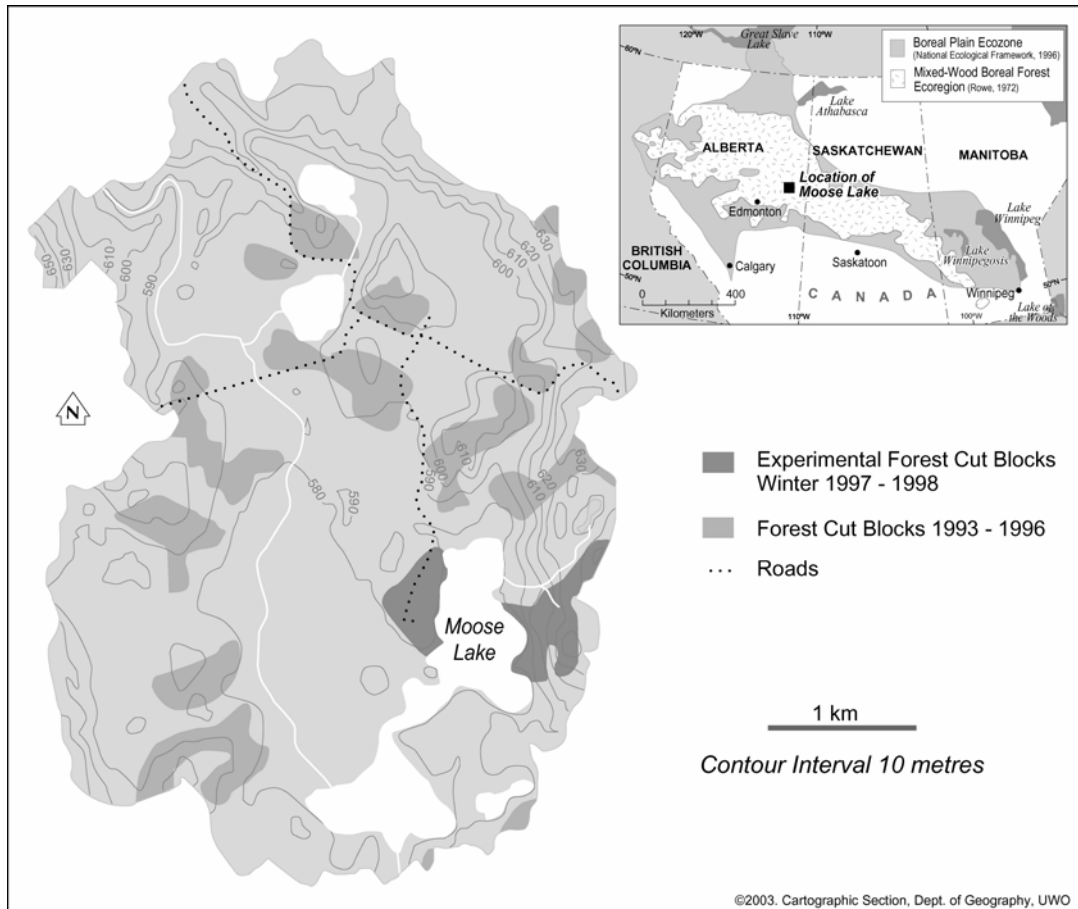 120°W
110°W
60°N
60°N
Great Slave
Lake
Boreal Plain Ecozone
(National Ecological Framework, 1996)
Mixed-Wood Boreal Forest
Ecoregion (Rowe, 1972)
Lake
Athabasca
ALBERTA
SASKATCHEWAN
MANITOBA
Location of
Moose Lake
Edmonton
Lake
Winnipeg
BRITISH
COLUMBIA
Lake
Winnipegosis
Calgary
Saskatoon
50°N
50°N
Winnipeg
CANADA
0
400
Kilometers
110°W
100°W
Lake of
the Woods
650
630
610
600
590
630
620
610
600
N
580
590
590
600
610
610
620
630
Moose
Lake
Experimental Forest Cut Blocks
Winter 1997 - 1998
Forest Cut Blocks 1993 - 1996
Roads
1 km
Contour Interval 10 metres
©2003. Cartographic Section, Dept. of Geography, UWO